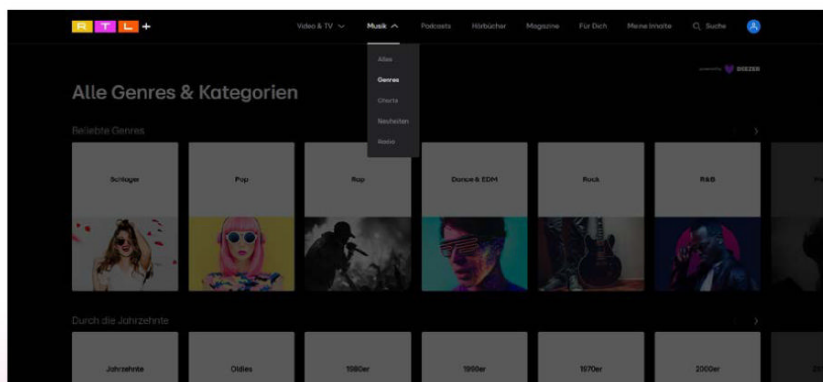 RTL+
Video & TV
Musik
Podcasts
Hörbücher
Magazine
Für Dich
Meine Inhalte
Suche
Alles
Genres
Charts
Neuheiten
Radio
powered by DEEZER
Alle Genres & Kategorien
Beliebte Genres
Schlager
Pop
Rap
Dance & EDM
Rock
R&B
Durch die Jahrzehnte
Jahrzehnte
Oldies
1980er
1990er
1970er
2000er